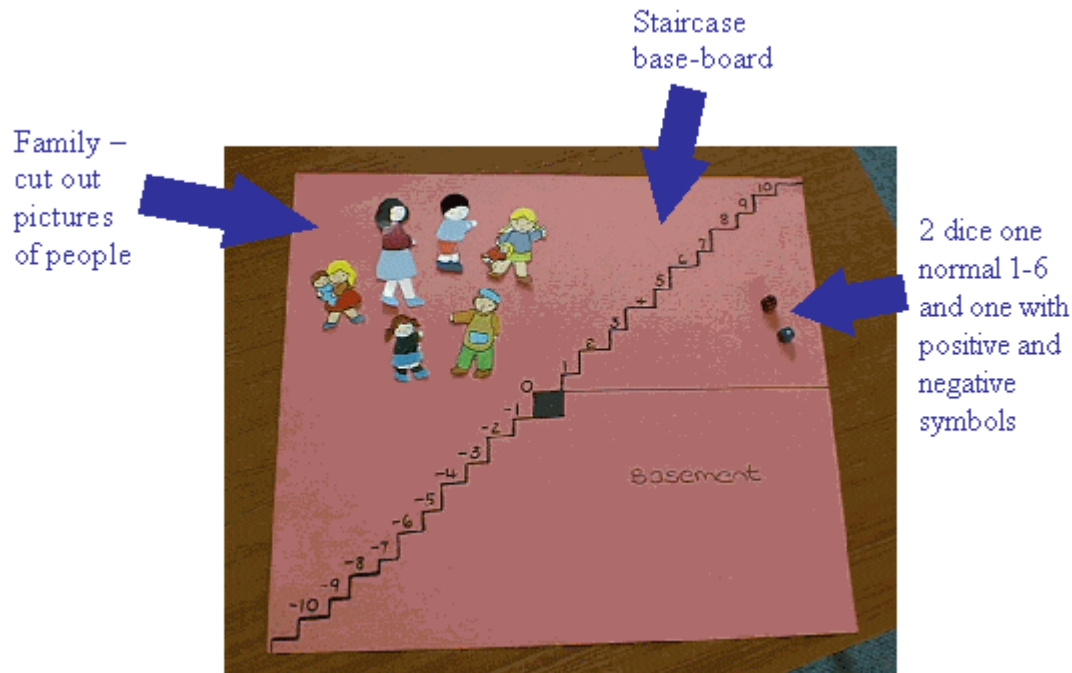 Staircase
base-board
Family –
cut out
pictures
of people
2 dice one
normal 1-6
and one with
positive and
negative
symbols
10
9
8
7
6
5
4
3
2
1
0
-1
-2
-3
-4
-5
-6
-7
-8
-9
-10
Basement